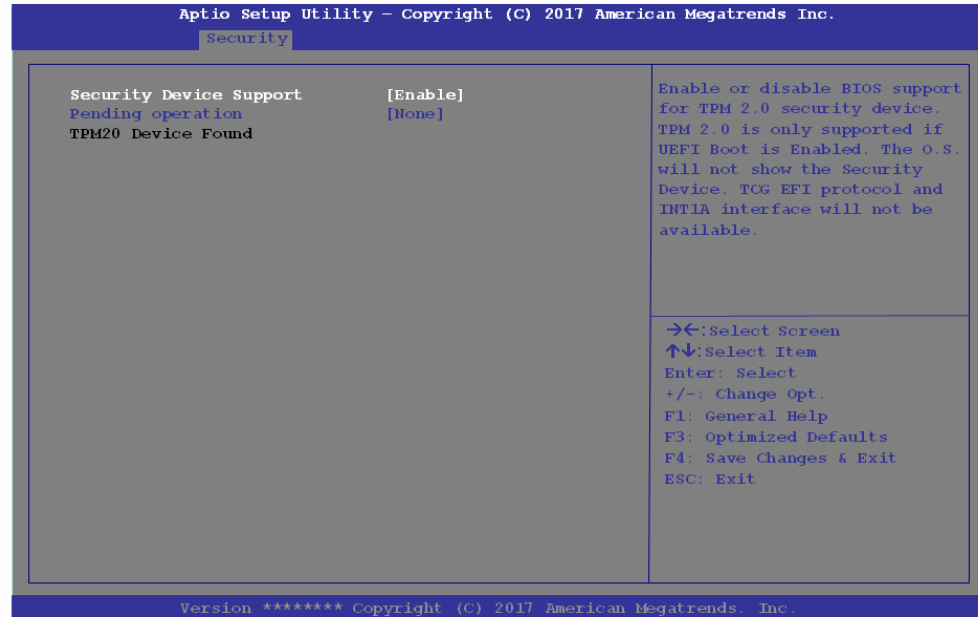 Aptio Setup Utility – Copyright (C) 2017 American Megatrends Inc.
Security
Security Device Support [Enable]
Pending operation [None]
TPM20 Device Found
Enable or disable BIOS support
for TPM 2.0 security device.
TPM 2.0 is only supported if
UEFI Boot is Enabled. The O.S.
will not show the Security
Device. TCG EFI protocol and
INT1A interface will not be
available.
→←:Select Screen
↑↓:Select Item
Enter: Select
+/-: Change Opt.
F1: General Help
F3: Optimized Defaults
F4: Save Changes & Exit
ESC: Exit
Version ******** Copyright (C) 2017 American Megatrends. Inc.